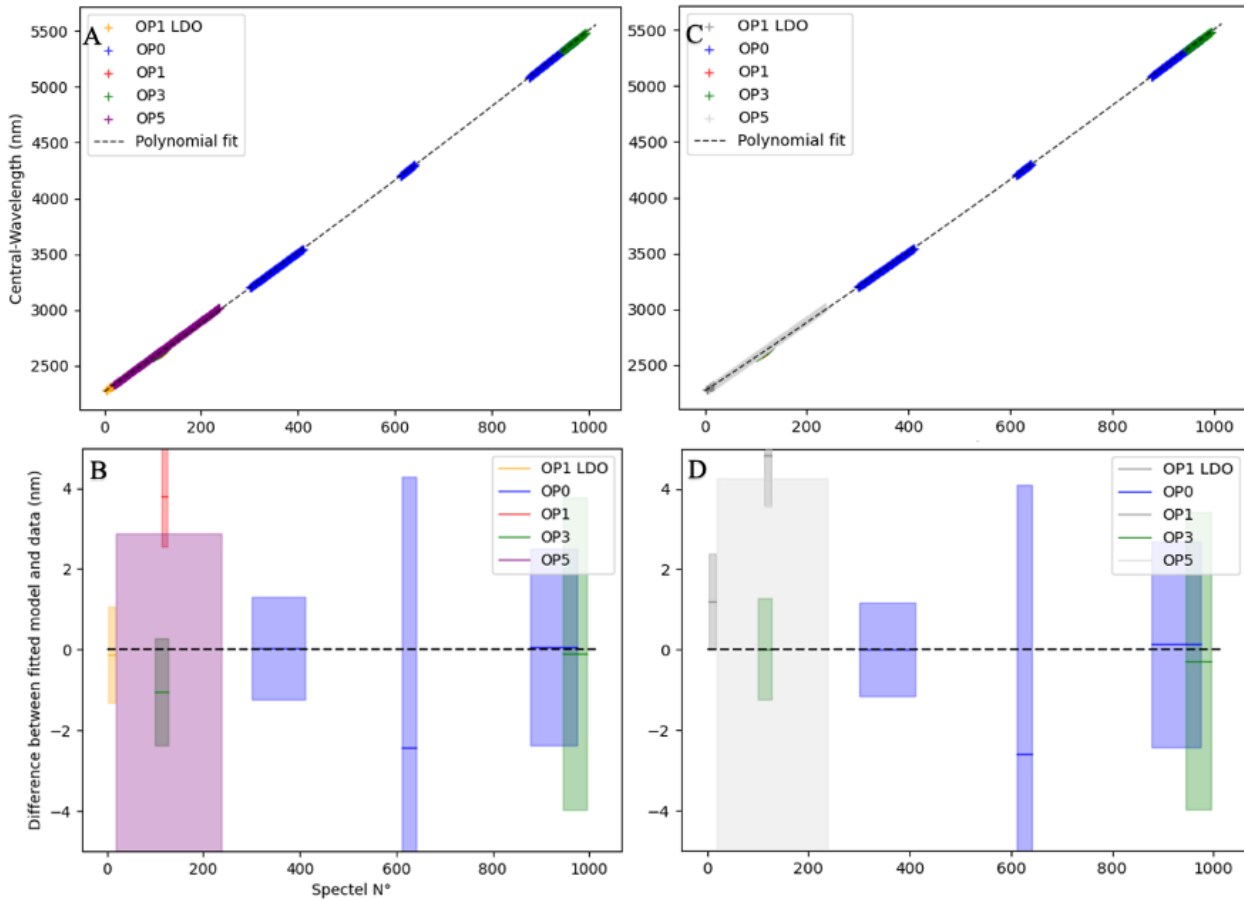 A
OP1 LDO
OP0
OP1
OP3
OP5
Polynomial fit
Central-Wavelength (nm)
5500
5000
4500
4000
3500
3000
2500
0 200 400 600 800 1000
C
OP1 LDO
OP0
OP1
OP3
OP5
Polynomial fit
5500
5000
4500
4000
3500
3000
2500
0 200 400 600 800 1000
B
OP1 LDO
OP0
OP1
OP3
OP5
Difference between fitted model and data (nm)
4
2
0
−2
−4
0 200 400 600 800 1000
Spectel N°
D
OP1 LDO
OP0
OP1
OP3
OP5
4
2
0
−2
−4
0 200 400 600 800 1000